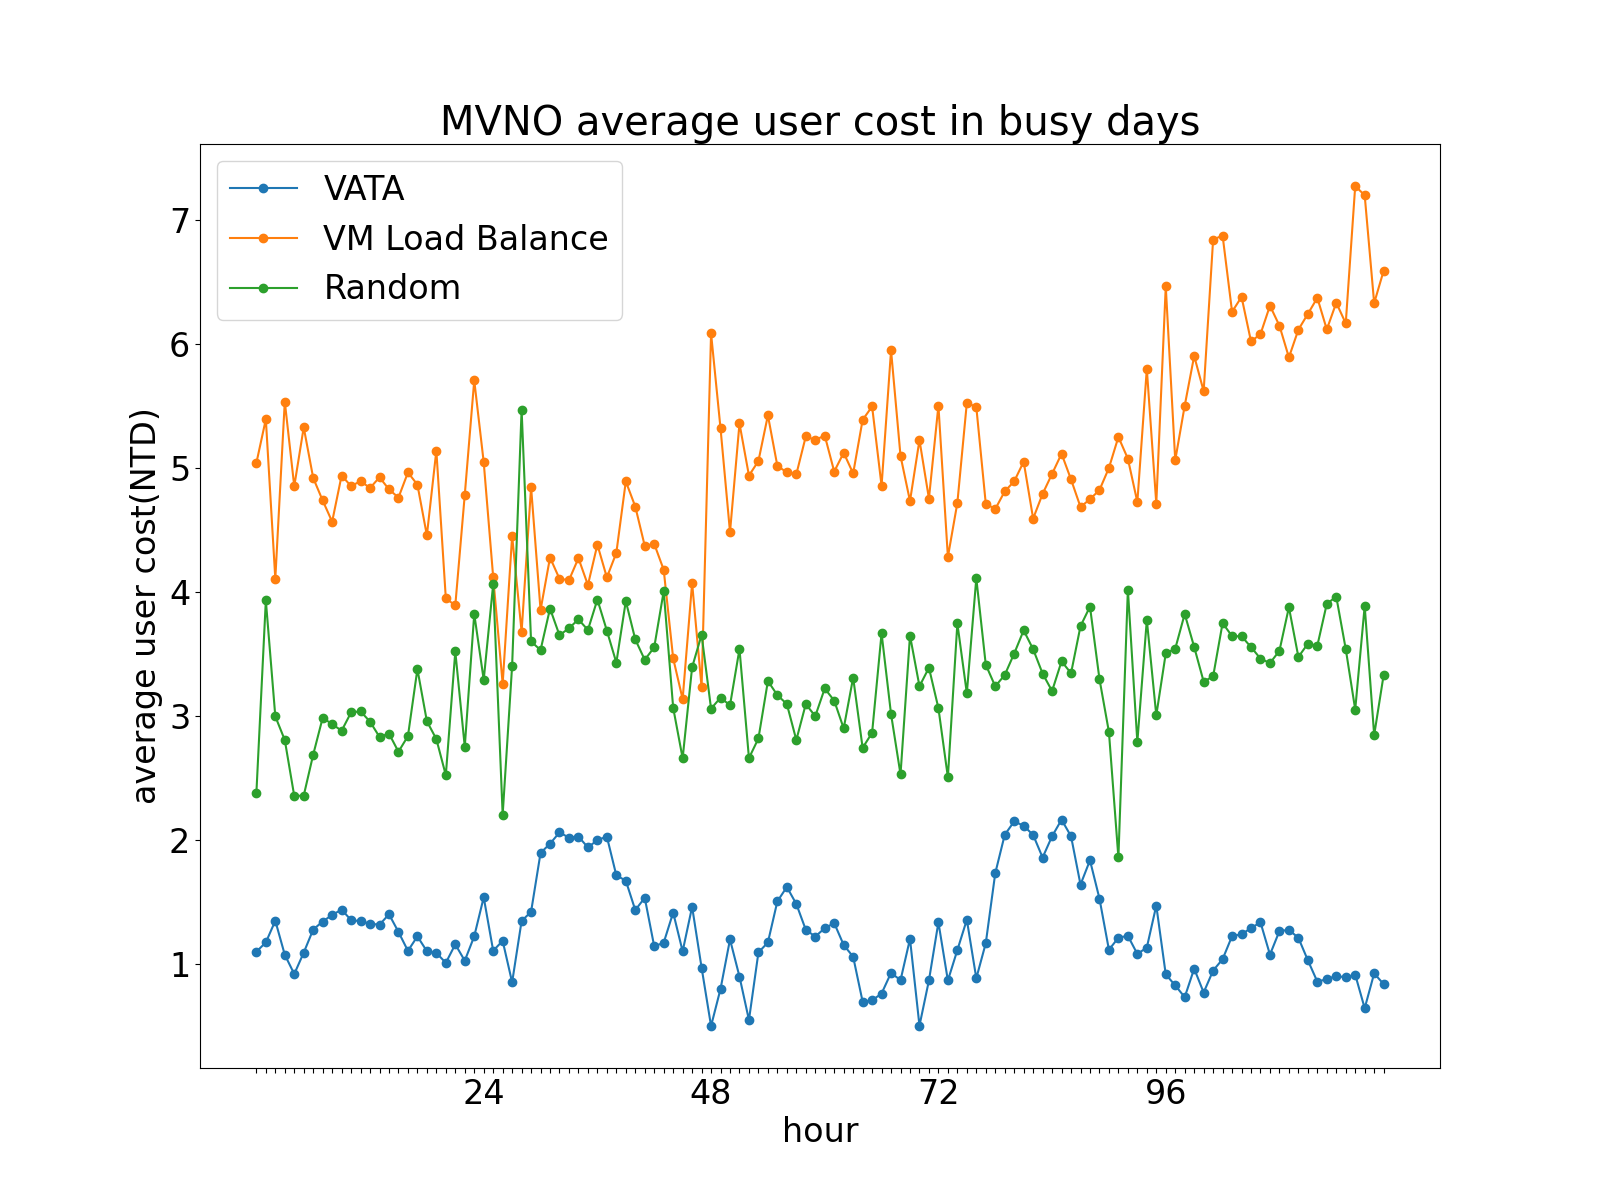 MVNO average user cost in busy days
VATA
VM Load Balance
Random
average user cost(NTD)
7
6
5
4
3
2
1
24 48 72 96
hour